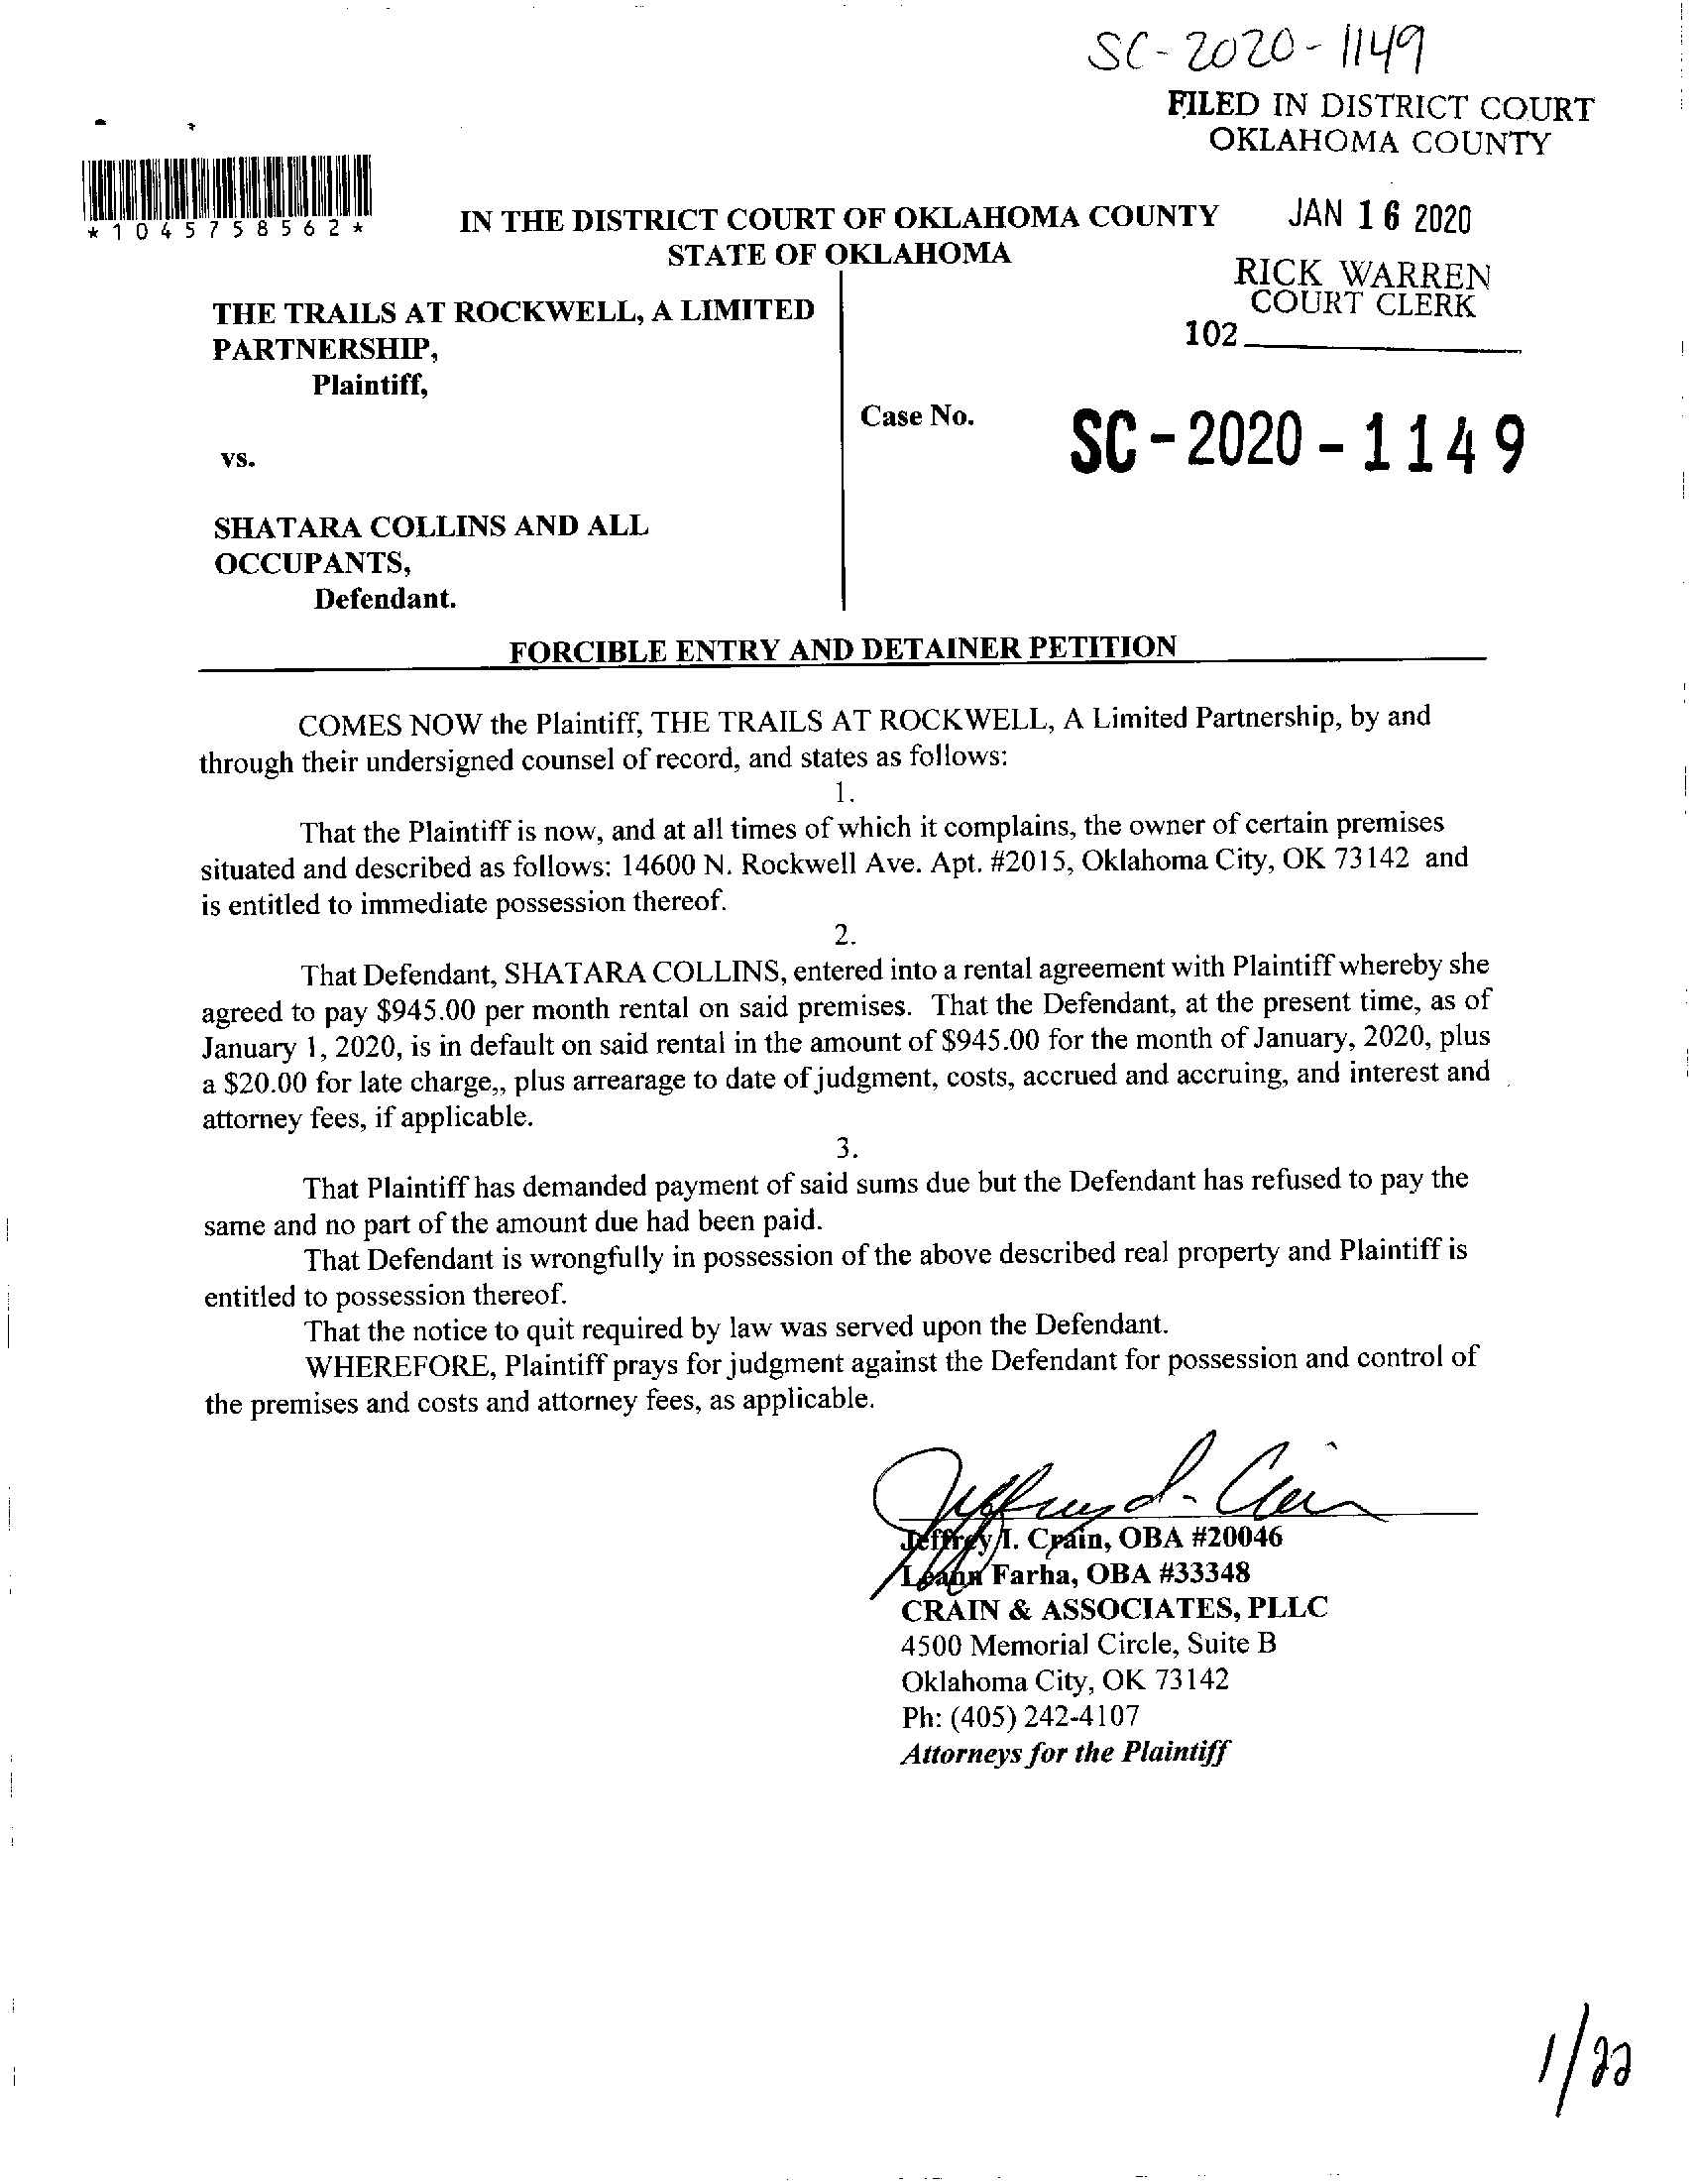 SC-2020-1149
FILED IN DISTRICT COURT
OKLAHOMA COUNTY
*1045758562*
IN THE DISTRICT COURT OF OKLAHOMA COUNTY
STATE OF OKLAHOMA
JAN 16 2020
RICK WARREN
COURT CLERK
102
THE TRAILS AT ROCKWELL, A LIMITED
PARTNERSHIP,
Plaintiff,
Case No.
SC-2020-1149
vs.
SHATARA COLLINS AND ALL
OCCUPANTS,
Defendant.
FORCIBLE ENTRY AND DETAINER PETITION
COMES NOW the Plaintiff, THE TRAILS AT ROCKWELL, A Limited Partnership, by and
through their undersigned counsel of record, and states as follows:
1.
That the Plaintiff is now, and at all times of which it complains, the owner of certain premises
situated and described as follows: 14600 N. Rockwell Ave. Apt. #2015, Oklahoma City, OK 73142 and
is entitled to immediate possession thereof.
2.
That Defendant, SHATARA COLLINS, entered into a rental agreement with Plaintiff whereby she
agreed to pay $945.00 per month rental on said premises. That the Defendant, at the present time, as of
January 1, 2020, is in default on said rental in the amount of $945.00 for the month of January, 2020, plus
a $20.00 for late charge,, plus arrearage to date of judgment, costs, accrued and accruing, and interest and
attorney fees, if applicable.
3.
That Plaintiff has demanded payment of said sums due but the Defendant has refused to pay the
same and no part of the amount due had been paid.
That Defendant is wrongfully in possession of the above described real property and Plaintiff is
entitled to possession thereof.
That the notice to quit required by law was served upon the Defendant.
WHEREFORE, Plaintiff prays for judgment against the Defendant for possession and control of
the premises and costs and attorney fees, as applicable.
Jeffrey I. Crain, OBA #20046
Leann Farha, OBA #33348
CRAIN & ASSOCIATES, PLLC
4500 Memorial Circle, Suite B
Oklahoma City, OK 73142
Ph: (405) 242-4107
Attorneys for the Plaintiff
1/22